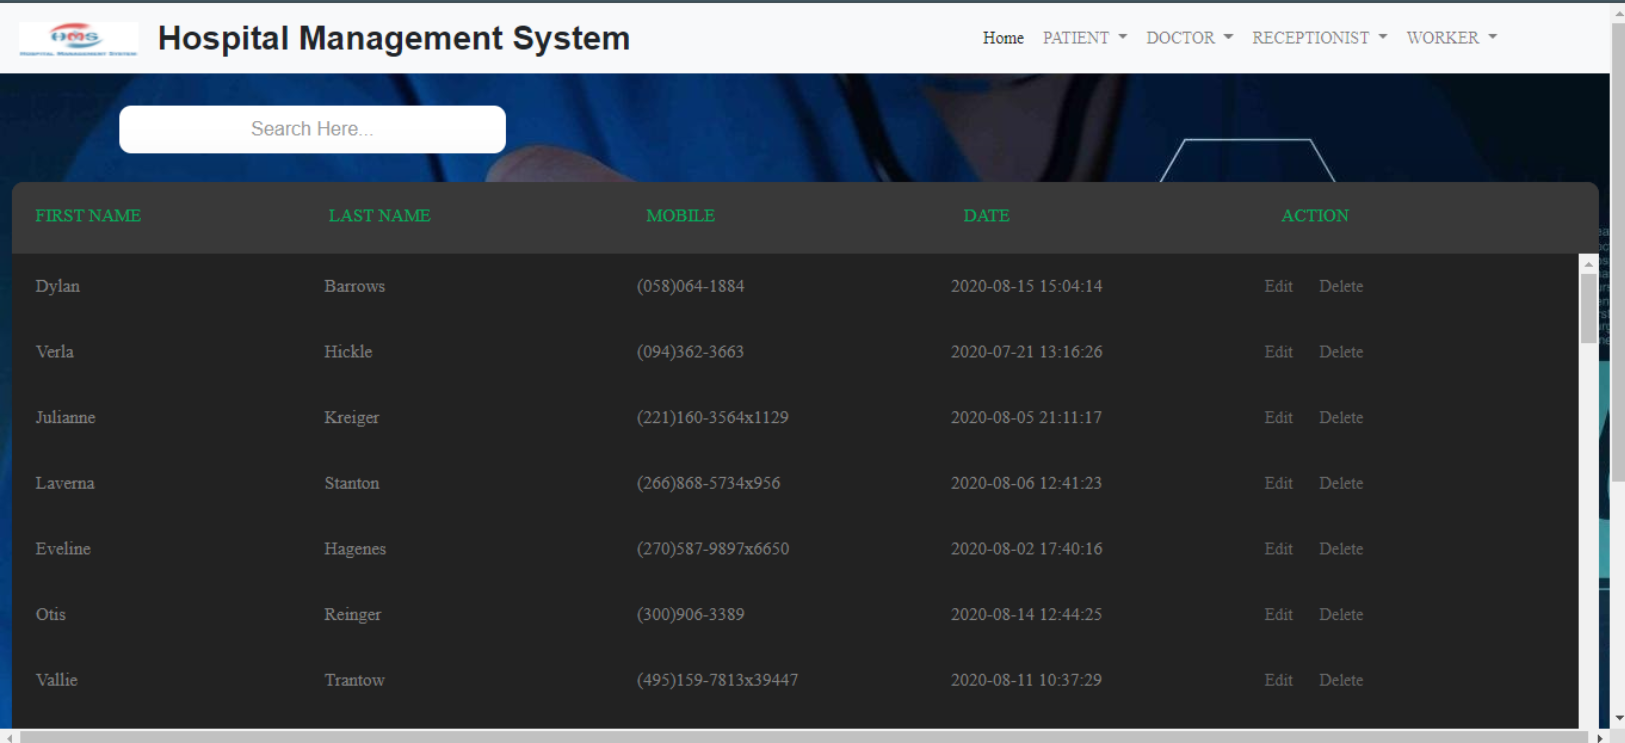 HMS
HOSPITAL MANAGEMENT SYSTEM
Hospital Management System
Home PATIENT DOCTOR RECEPTIONIST WORKER
Search Here...
FIRST NAME LAST NAME MOBILE DATE ACTION
Dylan Barrows (058)064-1884 2020-08-15 15:04:14 Edit Delete
Verla Hickle (094)362-3663 2020-07-21 13:16:26 Edit Delete
Julianne Kreiger (221)160-3564x1129 2020-08-05 21:11:17 Edit Delete
Laverna Stanton (266)868-5734x956 2020-08-06 12:41:23 Edit Delete
Eveline Hagenes (270)587-9897x6650 2020-08-02 17:40:16 Edit Delete
Otis Reinger (300)906-3389 2020-08-14 12:44:25 Edit Delete
Vallie Trantow (495)159-7813x39447 2020-08-11 10:37:29 Edit Delete